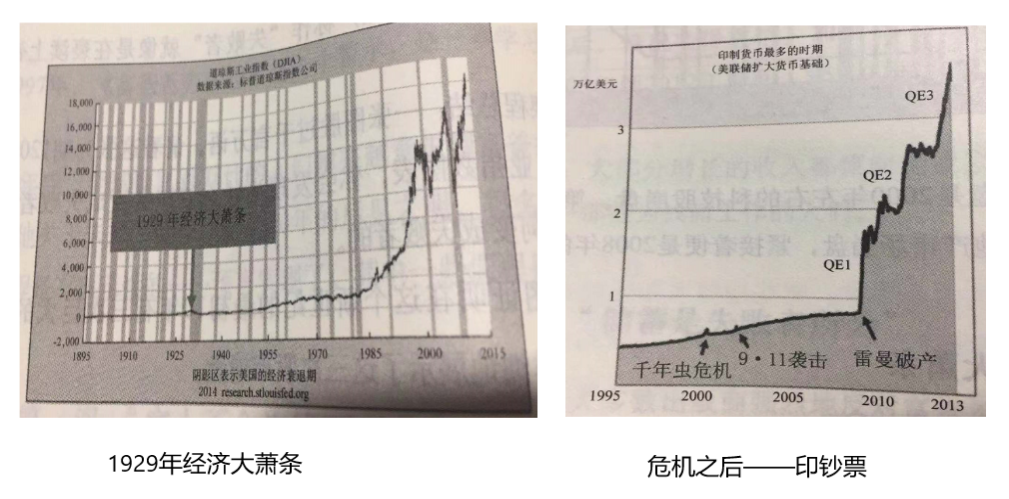 道琼斯工业指数（DJIA）
数据来源：标普道琼斯指数公司
18,000
16,000
14,000
12,000
10,000
8,000
6,000
4,000
2,000
0
-2,000
1929年经济大萧条
1895
1910
1925
1940
1955
1970
1985
2000
2015
阴影区表示美国的经济衰退期
2014 research.stlouisfed.org
印制货币最多的时期
（美联储扩大货币基础）
万亿美元
3
2
1
QE3
QE2
QE1
千年虫危机
9·11袭击
雷曼破产
1995
2000
2005
2010
2013
1929年经济大萧条
危机之后——印钞票